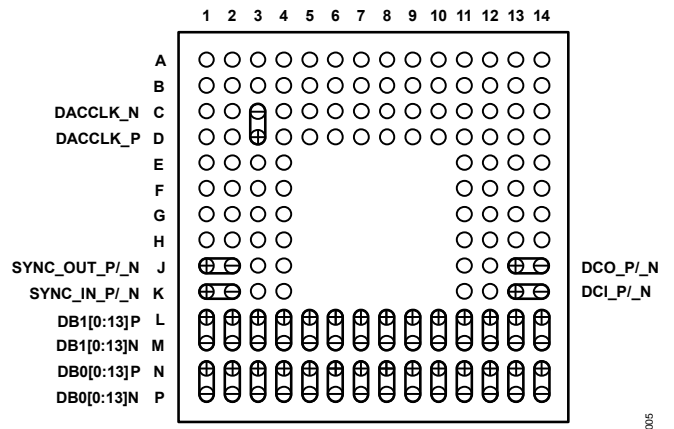 1 2 3 4 5 6 7 8 9 10 11 12 13 14
A
B
DACCLK_N C
DACCLK_P D
E
F
G
H
SYNC_OUT_P/_N J DCO_P/_N
SYNC_IN_P/_N K DCI_P/_N
DB1[0:13]P L
DB1[0:13]N M
DB0[0:13]P N
DB0[0:13]N P
005